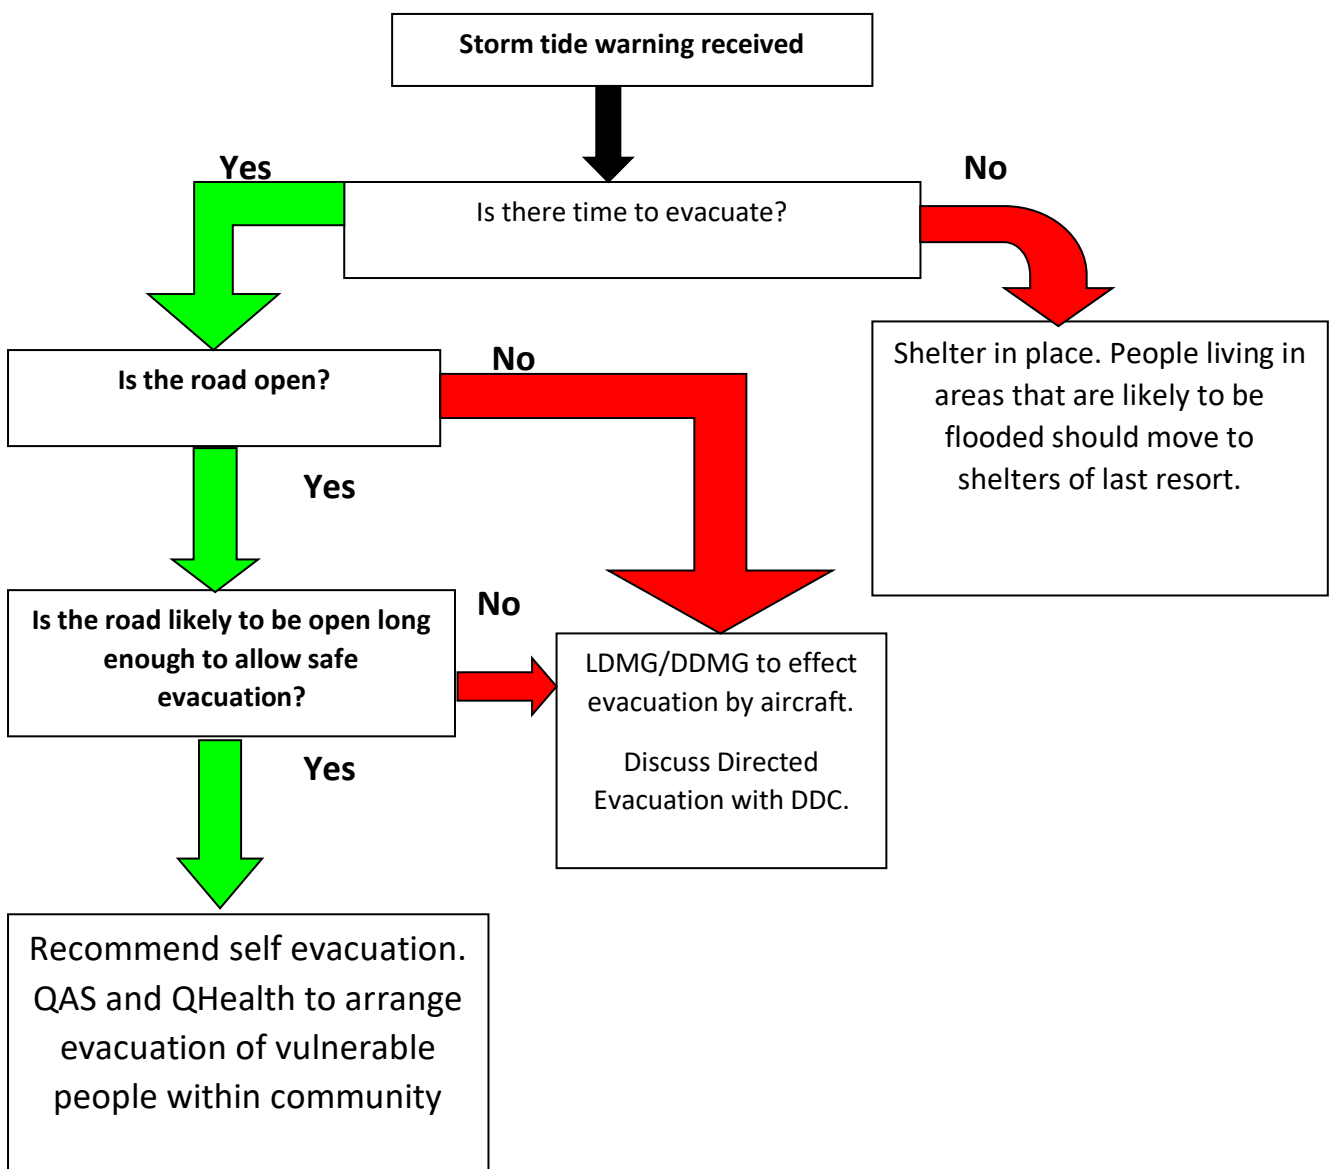 Storm tide warning received
Yes
No
Is there time to evacuate?
Shelter in place. People living in
areas that are likely to be
flooded should move to
shelters of last resort.
No
Is the road open?
Yes
Is the road likely to be open long
enough to allow safe
evacuation?
No
LDMG/DDMG to effect
evacuation by aircraft.
Discuss Directed
Evacuation with DDC.
Yes
Recommend self evacuation.
QAS and QHealth to arrange
evacuation of vulnerable
people within community